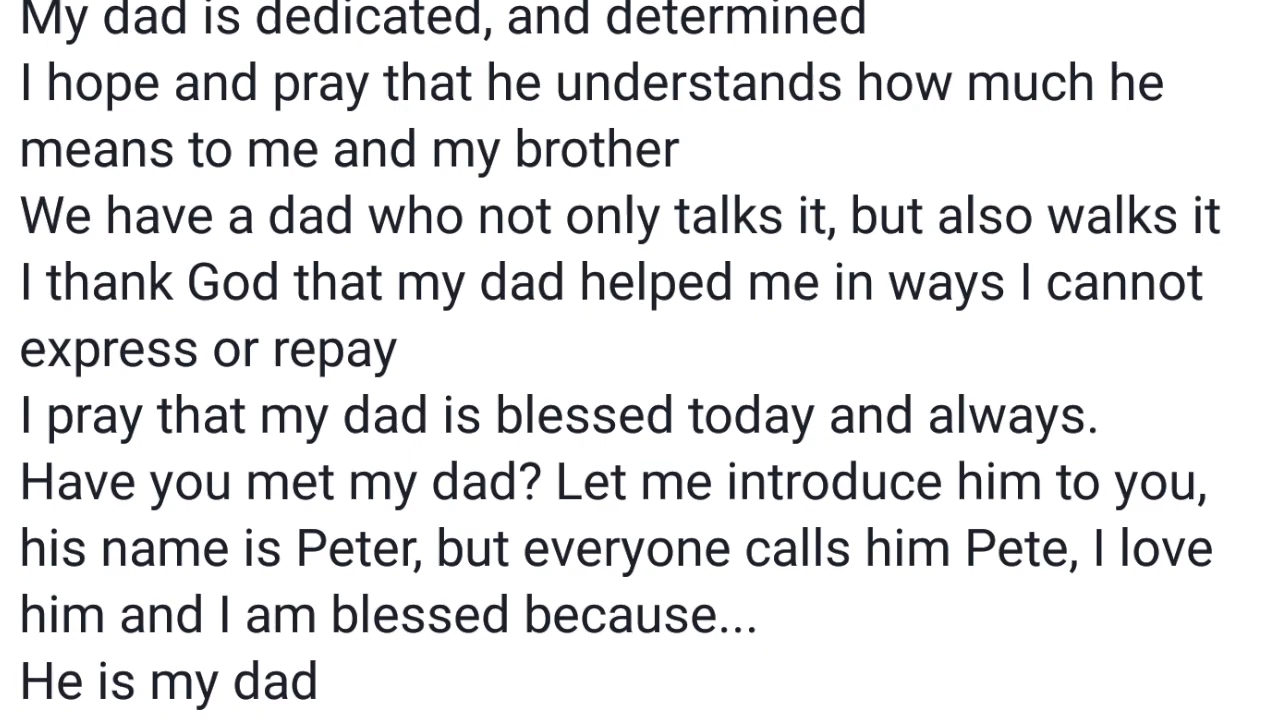 My dad is dedicated, and determined
I hope and pray that he understands how much he
means to me and my brother
We have a dad who not only talks it, but also walks it
I thank God that my dad helped me in ways I cannot
express or repay
I pray that my dad is blessed today and always.
Have you met my dad? Let me introduce him to you,
his name is Peter, but everyone calls him Pete, I love
him and I am blessed because...
He is my dad